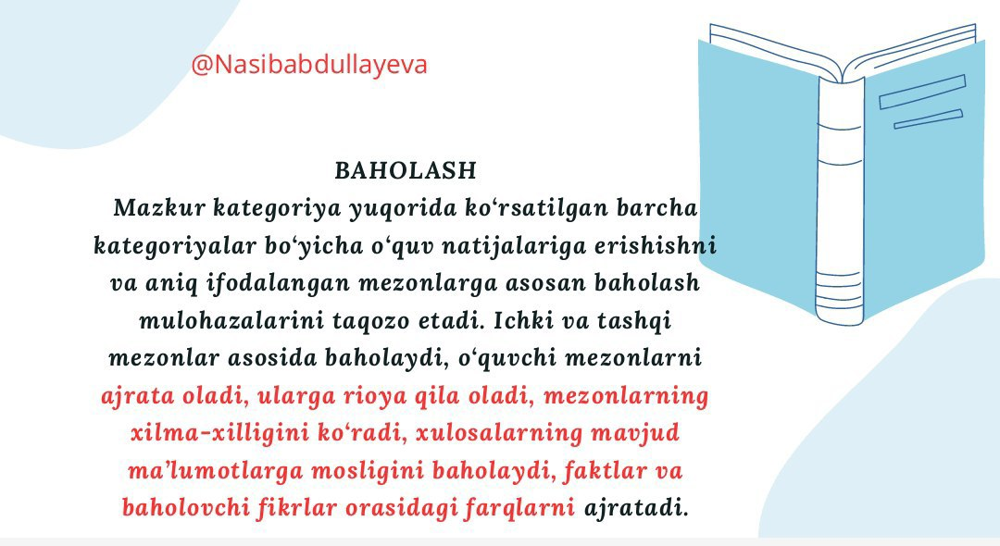 @Nasibabdullayeva
BAHOLASH
Mazkur kategoriya yuqorida ko‘rsatilgan barcha
kategoriyalar bo‘yicha o‘quv natijalariga erishishni
va aniq ifodalangan mezonlarga asosan baholash
mulohazalarini taqozo etadi. Ichki va tashqi
mezonlar asosida baholaydi, o‘quvchi mezonlarni
ajrata oladi, ularga rioya qila oladi, mezonlarning
xilma-xilligini ko‘radi, xulosalarning mavjud
ma’lumotlarga mosligini baholaydi, faktlar va
baholovchi fikrlar orasidagi farqlarni ajratadi.